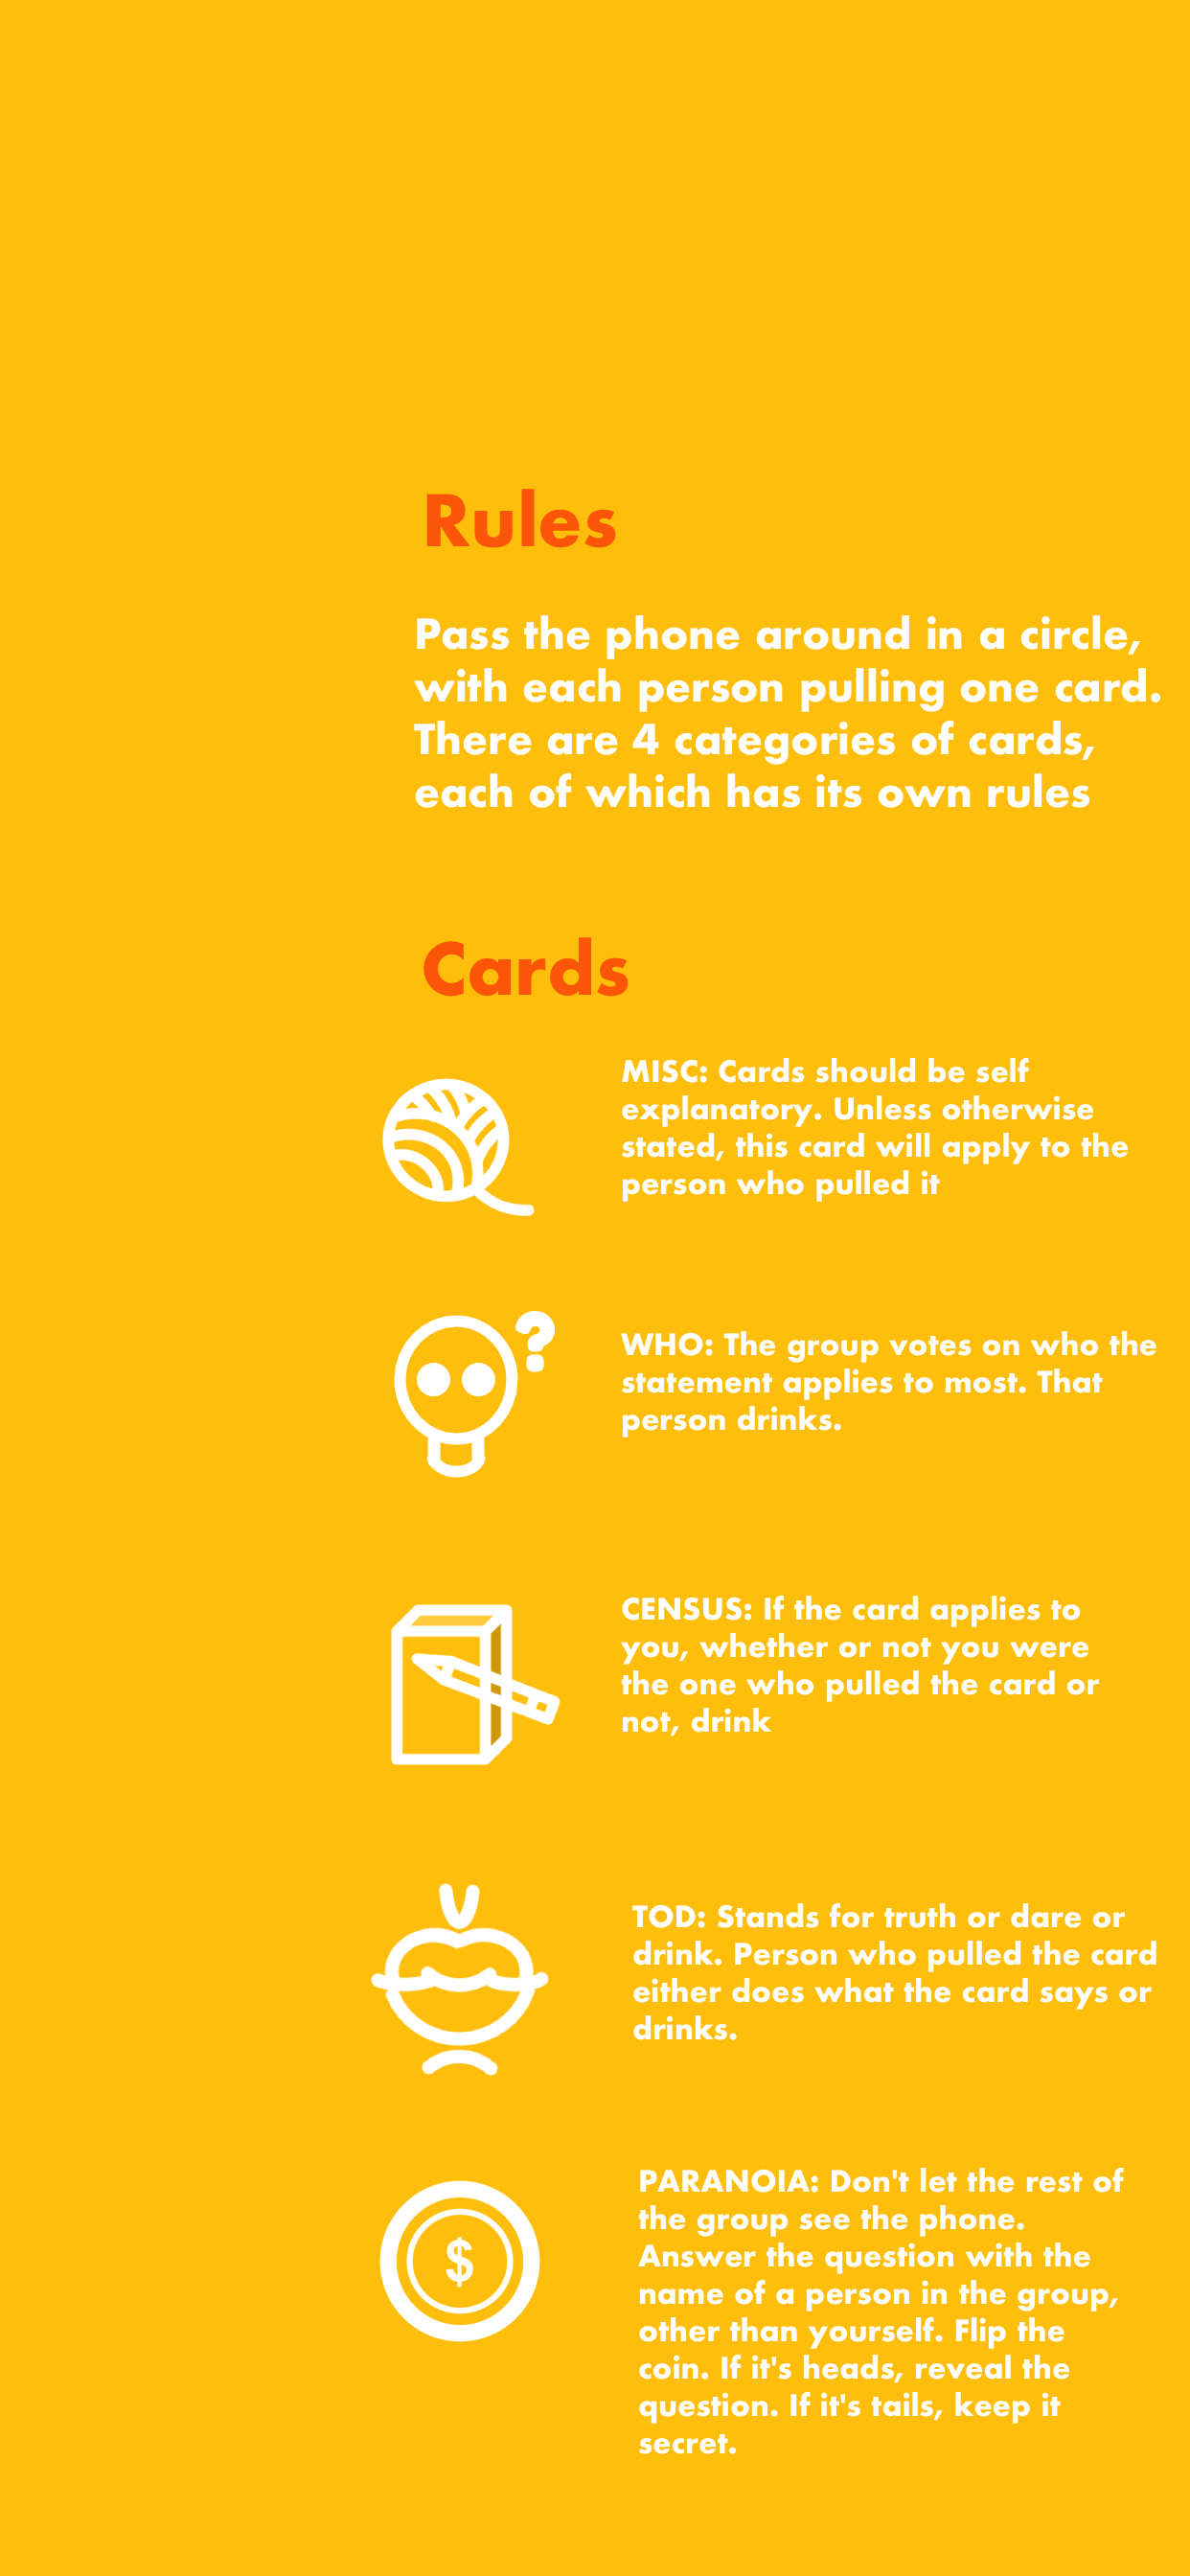 Rules
Pass the phone around in a circle,
with each person pulling one card.
There are 4 categories of cards,
each of which has its own rules
Cards
MISC: Cards should be self
explanatory. Unless otherwise
stated, this card will apply to the
person who pulled it
?
WHO: The group votes on who the
statement applies to most. That
person drinks.
CENSUS: If the card applies to
you, whether or not you were
the one who pulled the card or
not, drink
TOD: Stands for truth or dare or
drink. Person who pulled the card
either does what the card says or
drinks.
$
PARANOIA: Don't let the rest of
the group see the phone.
Answer the question with the
name of a person in the group,
other than yourself. Flip the
coin. If it's heads, reveal the
question. If it's tails, keep it
secret.